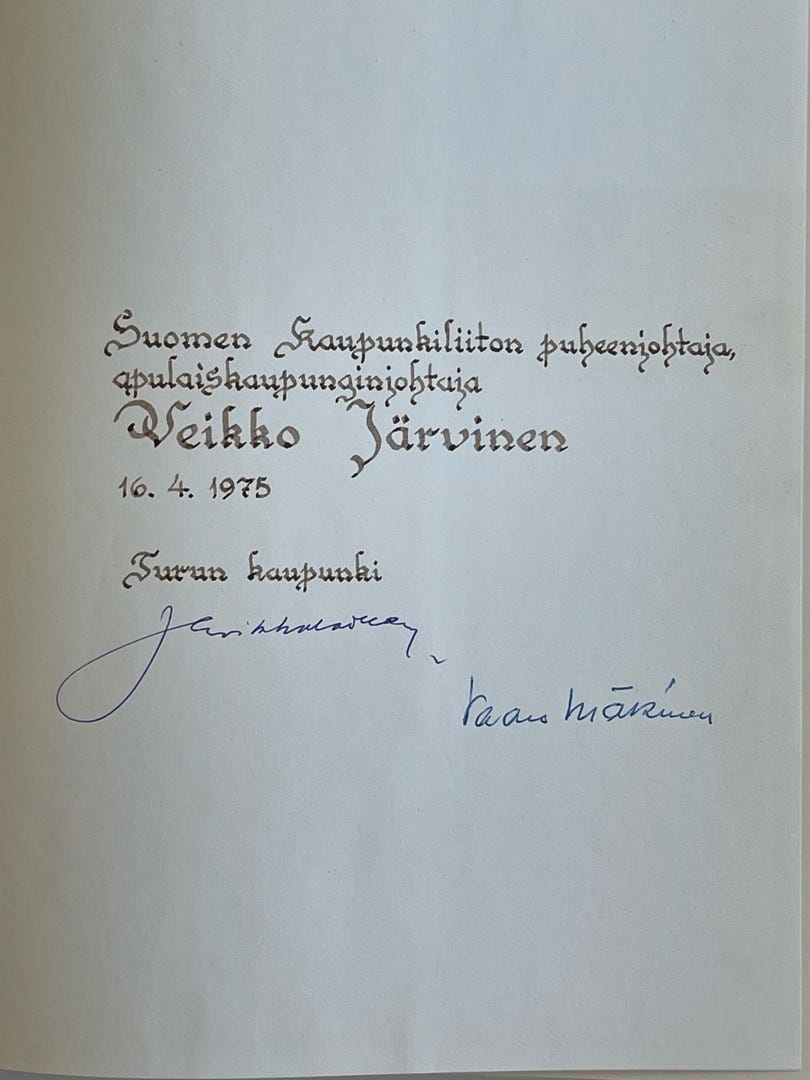 Suomen Kaupunkiliiton puheenjohtaja,
apulaiskaupunginjohtaja
Veikko Järvinen
16. 4. 1975
Turun kaupunki
Mäkinen